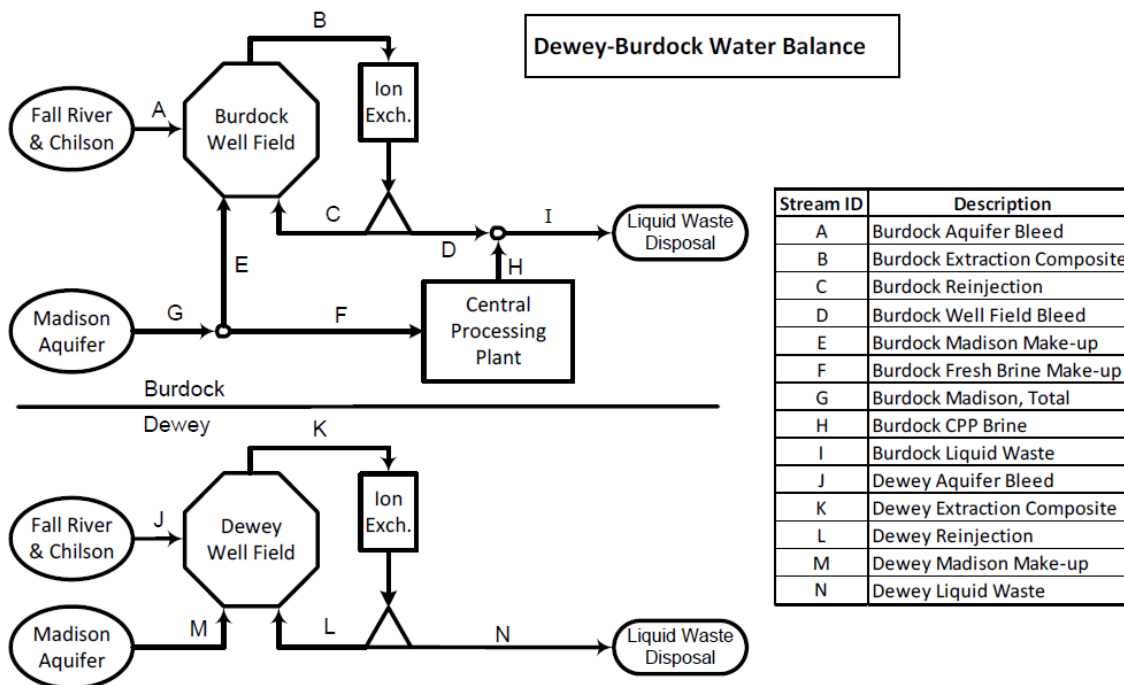 Dewey-Burdock Water Balance
B
Ion
Exch.
Fall River
& Chilson
A
Burdock
Well Field
C
D
I
Liquid Waste
Disposal
E
H
Madison
Aquifer
G
F
Central
Processing
Plant
Burdock
Dewey
K
Ion
Exch.
Fall River
& Chilson
J
Dewey
Well Field
Madison
Aquifer
M
L
N
Liquid Waste
Disposal
Stream ID Description
A Burdock Aquifer Bleed
B Burdock Extraction Composite
C Burdock Reinjection
D Burdock Well Field Bleed
E Burdock Madison Make-up
F Burdock Fresh Brine Make-up
G Burdock Madison, Total
H Burdock CPP Brine
I Burdock Liquid Waste
J Dewey Aquifer Bleed
K Dewey Extraction Composite
L Dewey Reinjection
M Dewey Madison Make-up
N Dewey Liquid Waste